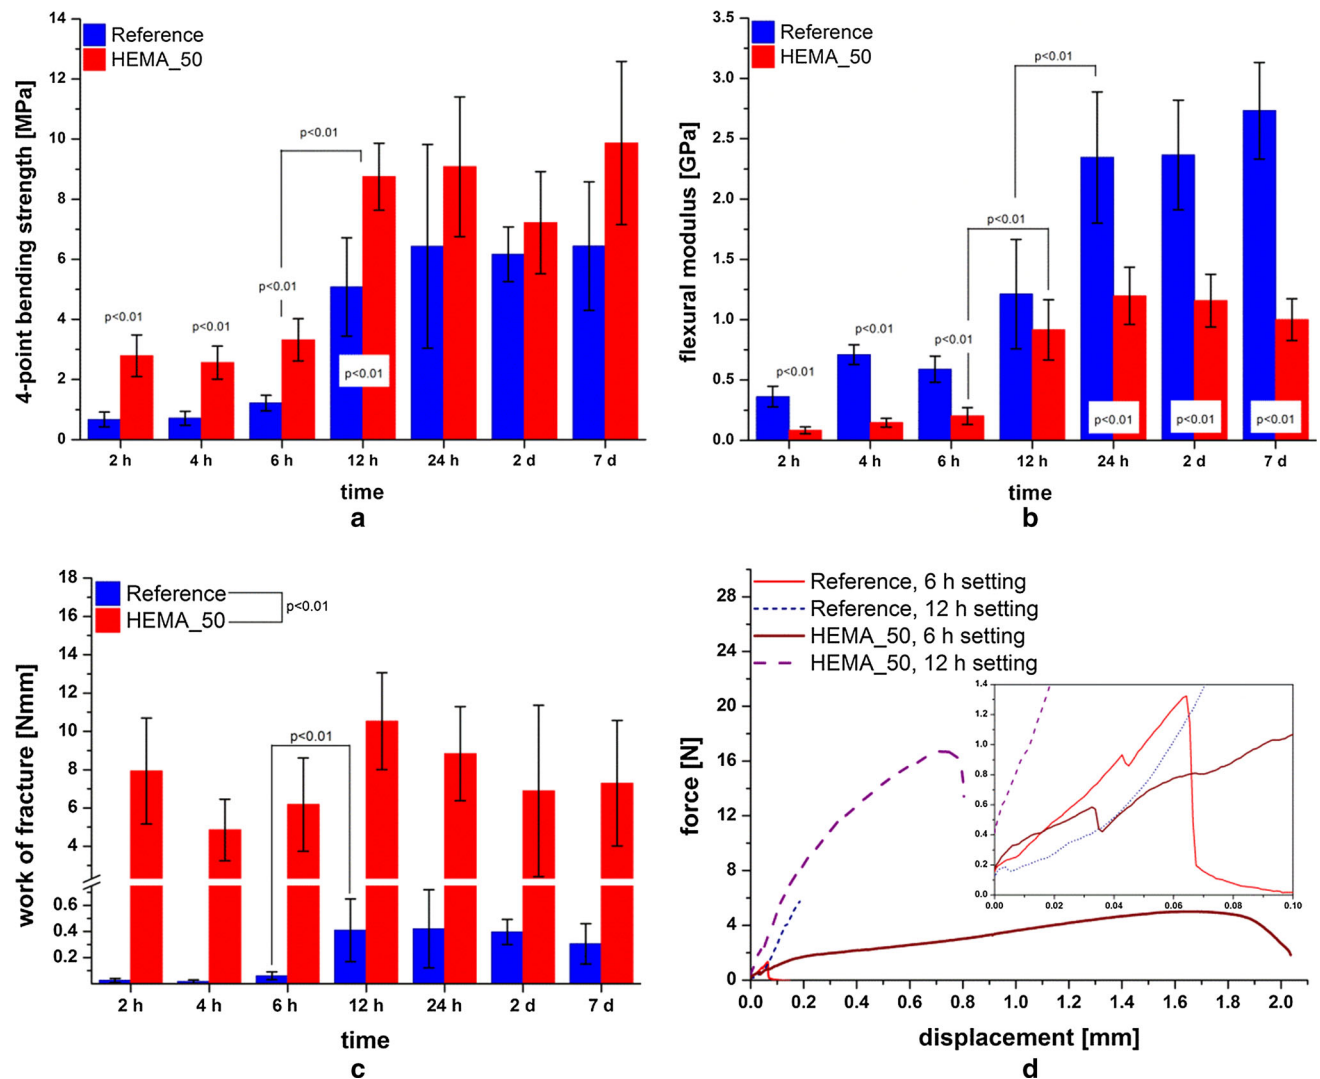 14
12
10
8
6
4
2
0
4-point bending strength [MPa]
Reference
HEMA_50
p<0.01
p<0.01
p<0.01
p<0.01
p<0.01
2 h 4 h 6 h 12 h 24 h 2 d 7 d
time
a
3.5
3.0
2.5
2.0
1.5
1.0
0.5
0.0
flexural modulus [GPa]
Reference
HEMA_50
p<0.01
p<0.01
p<0.01
p<0.01
p<0.01
p<0.01
p<0.01
p<0.01
2 h 4 h 6 h 12 h 24 h 2 d 7 d
time
b
18
16
14
12
10
8
6
4
0.6
0.4
0.2
work of fracture [Nmm]
Reference
HEMA_50
p<0.01
p<0.01
2 h 4 h 6 h 12 h 24 h 2 d 7 d
time
c
28
24
20
16
12
8
4
0
force [N]
Reference, 6 h setting
Reference, 12 h setting
HEMA_50, 6 h setting
HEMA_50, 12 h setting
1.4
1.2
1.0
0.8
0.6
0.4
0.2
0.0
0.00 0.02 0.04 0.06 0.08 0.10
0.0 0.2 0.4 0.6 0.8 1.0 1.2 1.4 1.6 1.8 2.0
displacement [mm]
d